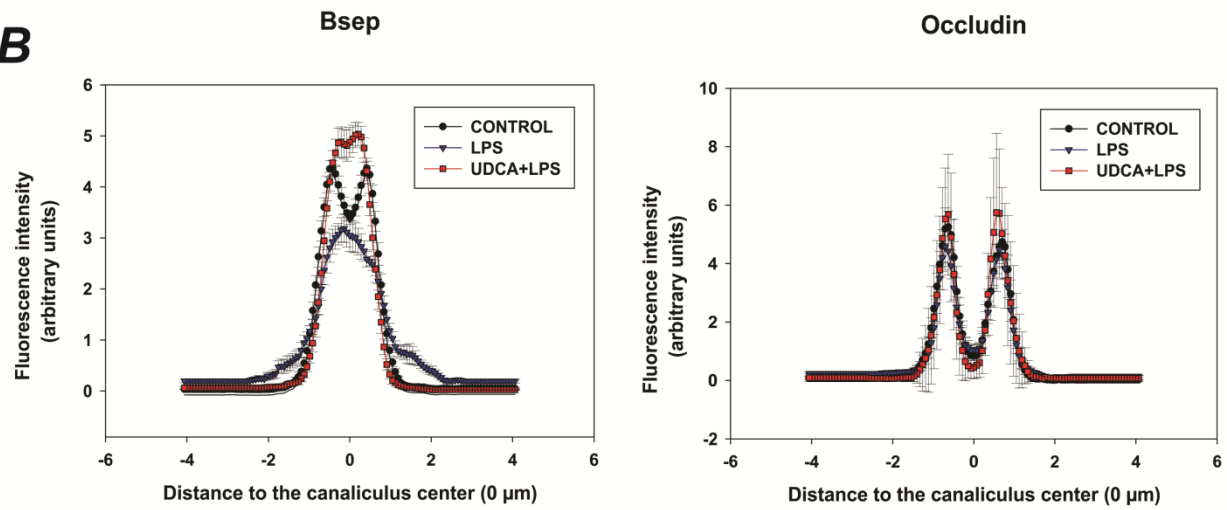 B
Bsep
Fluorescence intensity
(arbitrary units)
6
5
4
3
2
1
0
-6
-4
-2
0
2
4
6
Distance to the canaliculus center (0 µm)
CONTROL
LPS
UDCA+LPS
Occludin
Fluorescence intensity
(arbitrary units)
10
8
6
4
2
0
-2
-6
-4
-2
0
2
4
6
Distance to the canaliculus center (0 µm)
CONTROL
LPS
UDCA+LPS